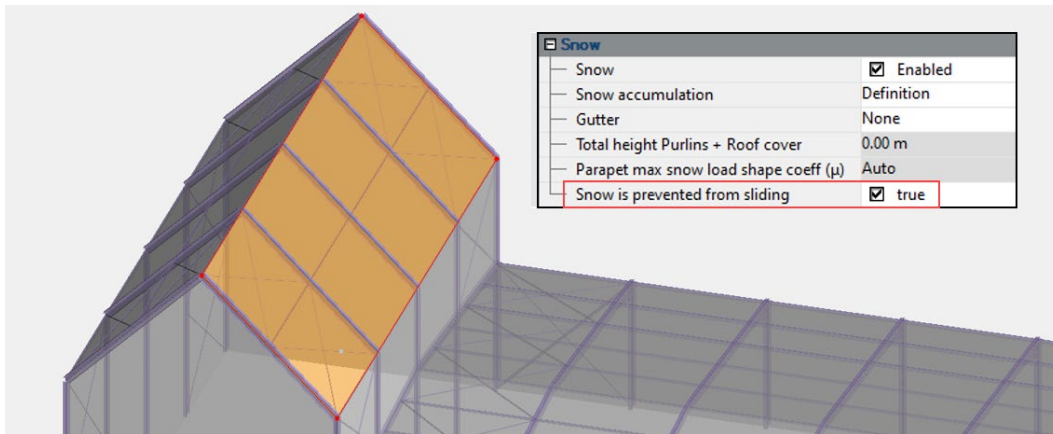 Snow
Snow Enabled
Snow accumulation Definition
Gutter None
Total height Purlins + Roof cover 0.00 m
Parapet max snow load shape coeff (μ) Auto
Snow is prevented from sliding true